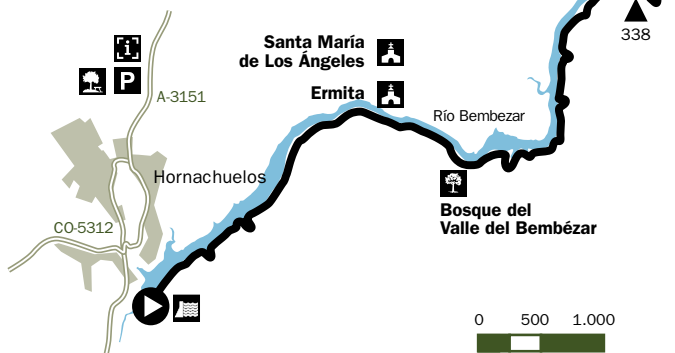 338
Santa María
de Los Ángeles
i
P
A-3151
Ermita
Río Bembezar
Hornachuelos
Bosque del
Valle del Bembézar
CO-5312
0 500 1.000